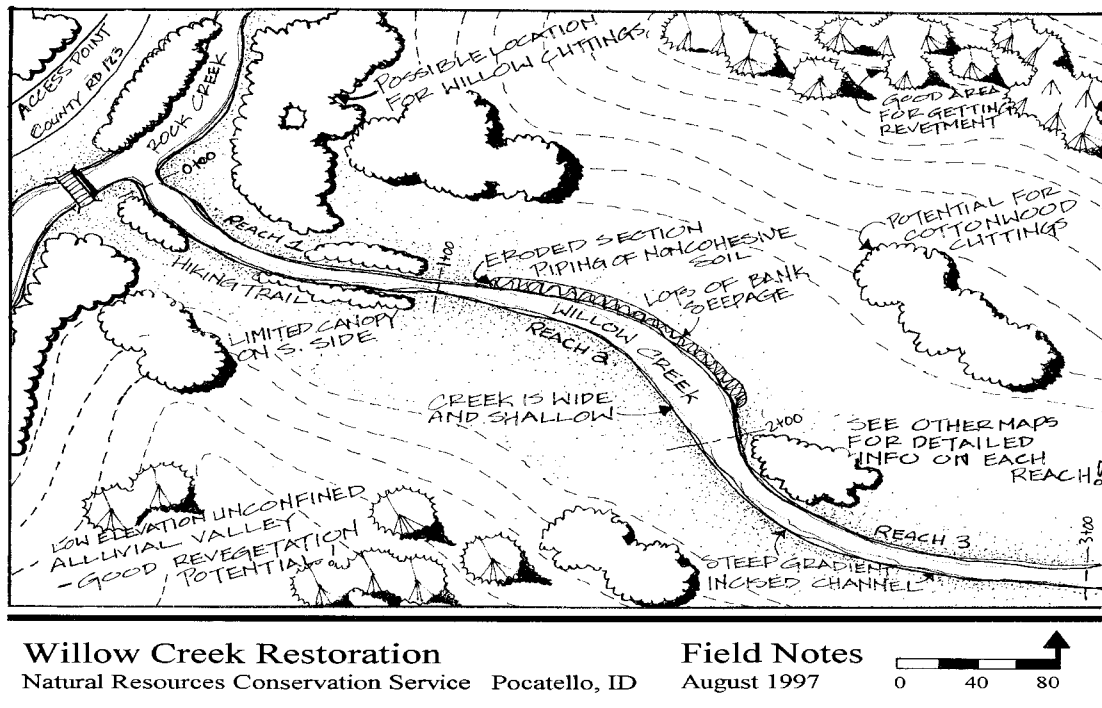 ACCESS POINT
COUNTY RD 123
ROCK CREEK
0+00
POSSIBLE LOCATION
FOR WILLOW CUTTINGS
GOOD AREA
FOR GETTING
REVETMENT
REACH 1
HIKING TRAIL
LIMITED CANOPY
ON S. SIDE
1+00
ERODED SECTION
PIPING OF NONCOHESIVE
SOIL
LOTS OF BANK
SEEPAGE
POTENTIAL FOR
COTTONWOOD
CUTTINGS
WILLOW CREEK
REACH 2
CREEK IS WIDE
AND SHALLOW
2+00
SEE OTHER MAPS
FOR DETAILED
INFO ON EACH
REACH
LOW ELEVATION UNCONFINED
ALLUVIAL VALLEY
- GOOD REVEGETATION
POTENTIAL
STEEP GRADIENT
INCISED CHANNEL
REACH 3
3+00
Willow Creek Restoration
Natural Resources Conservation Service Pocatello, ID
Field Notes
August 1997
0 40 80